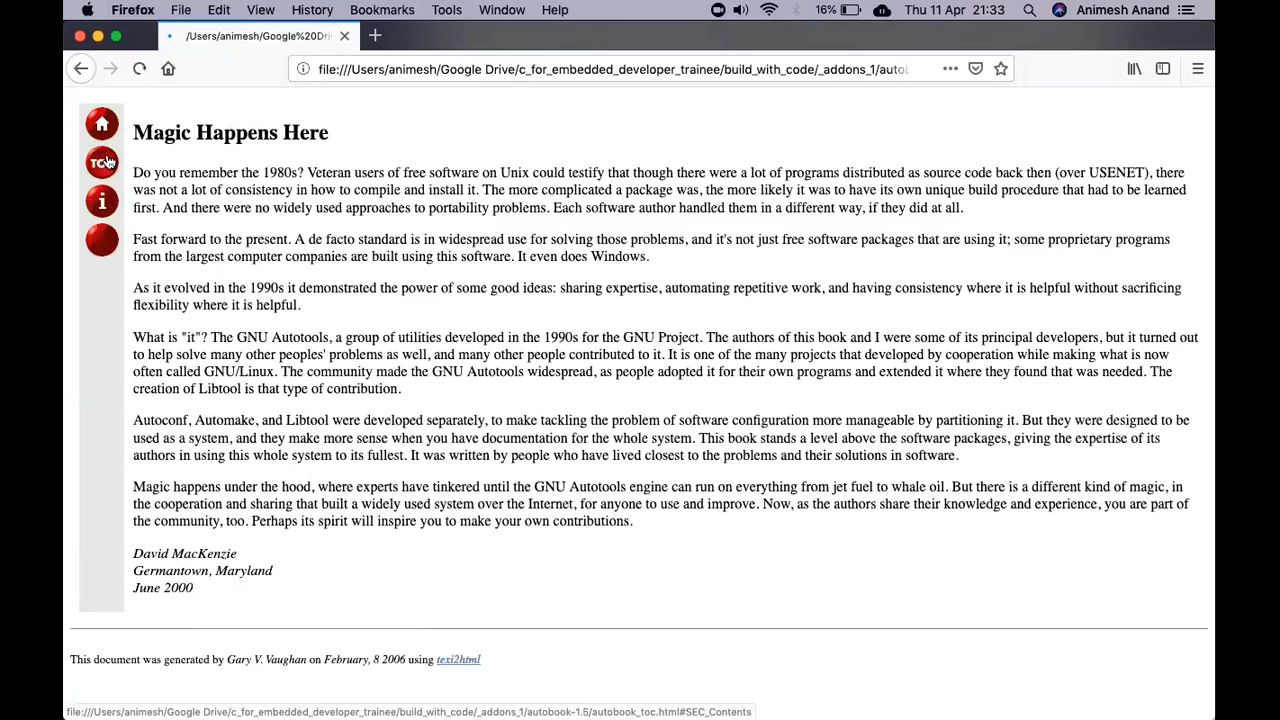 Firefox File Edit View History Bookmarks Tools Window Help 16% Thu 11 Apr 21:33 Animesh Anand
/Users/animesh/Google%20Dri
file:///Users/animesh/Google Drive/c_for_embedded_developer_trainee/build_with_code/_addons_1/autol
Magic Happens Here
Do you remember the 1980s? Veteran users of free software on Unix could testify that though there were a lot of programs distributed as source code back then (over USENET), there
was not a lot of consistency in how to compile and install it. The more complicated a package was, the more likely it was to have its own unique build procedure that had to be learned
first. And there were no widely used approaches to portability problems. Each software author handled them in a different way, if they did at all.
Fast forward to the present. A de facto standard is in widespread use for solving those problems, and it's not just free software packages that are using it; some proprietary programs
from the largest computer companies are built using this software. It even does Windows.
As it evolved in the 1990s it demonstrated the power of some good ideas: sharing expertise, automating repetitive work, and having consistency where it is helpful without sacrificing
flexibility where it is helpful.
What is "it"? The GNU Autotools, a group of utilities developed in the 1990s for the GNU Project. The authors of this book and I were some of its principal developers, but it turned out
to help solve many other peoples' problems as well, and many other people contributed to it. It is one of the many projects that developed by cooperation while making what is now
often called GNU/Linux. The community made the GNU Autotools widespread, as people adopted it for their own programs and extended it where they found that was needed. The
creation of Libtool is that type of contribution.
Autoconf, Automake, and Libtool were developed separately, to make tackling the problem of software configuration more manageable by partitioning it. But they were designed to be
used as a system, and they make more sense when you have documentation for the whole system. This book stands a level above the software packages, giving the expertise of its
authors in using this whole system to its fullest. It was written by people who have lived closest to the problems and their solutions in software.
Magic happens under the hood, where experts have tinkered until the GNU Autotools engine can run on everything from jet fuel to whale oil. But there is a different kind of magic, in
the cooperation and sharing that built a widely used system over the Internet, for anyone to use and improve. Now, as the authors share their knowledge and experience, you are part of
the community, too. Perhaps its spirit will inspire you to make your own contributions.
David MacKenzie
Germantown, Maryland
June 2000
This document was generated by Gary V. Vaughan on February, 8 2006 using texi2html
file:///Users/animesh/Google Drive/c_for_embedded_developer_trainee/build_with_code/_addons_1/autobook-1.5/autobook_toc.html#SEC_Contents